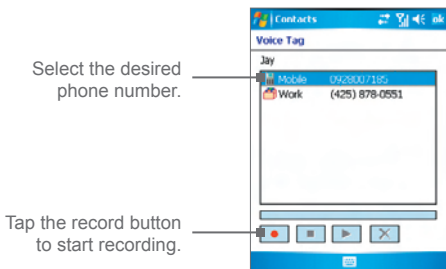 Contacts
ok
Voice Tag
Jay
Select the desired
phone number.
Mobile 0928007185
Work (425) 878-0551
Tap the record button
to start recording.